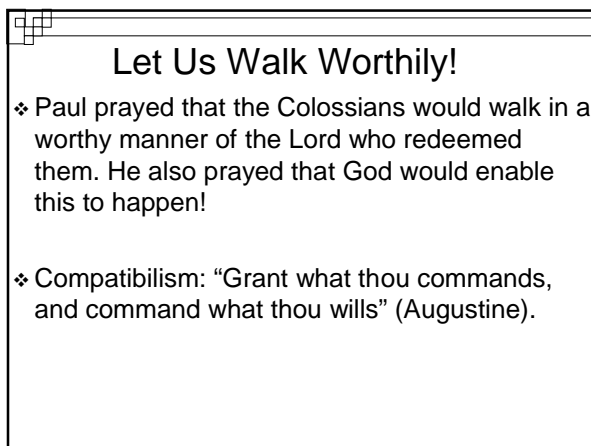 Let Us Walk Worthily!
❖ Paul prayed that the Colossians would walk in a
worthy manner of the Lord who redeemed
them. He also prayed that God would enable
this to happen!
❖ Compatibilism: “Grant what thou commands,
and command what thou wills” (Augustine).